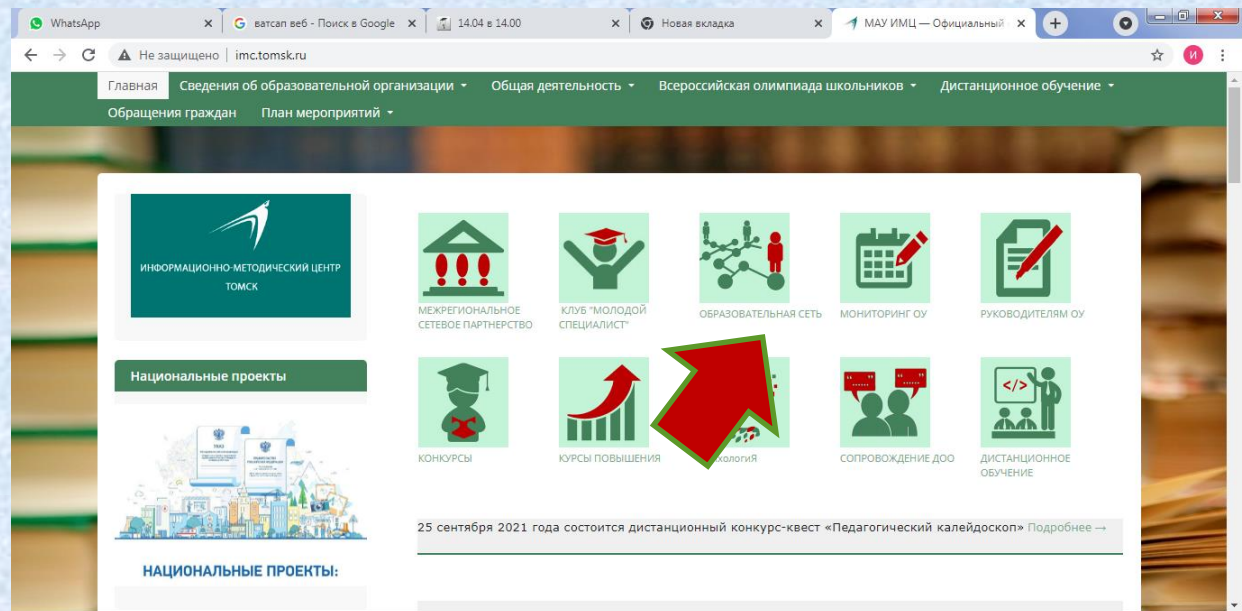 WhatsApp
ватсап веб - Поиск в Google
14.04 в 14.00
Новая вкладка
МАУ ИМЦ — Официальный
Не защищено | imc.tomsk.ru
И
Главная Сведения об образовательной организации Общая деятельность Всероссийская олимпиада школьников Дистанционное обучение
Обращения граждан План мероприятий
ИНФОРМАЦИОННО-МЕТОДИЧЕСКИЙ ЦЕНТР
ТОМСК
МЕЖРЕГИОНАЛЬНОЕ
СЕТЕВОЕ ПАРТНЕРСТВО
КЛУБ "МОЛОДОЙ
СПЕЦИАЛИСТ"
ОБРАЗОВАТЕЛЬНАЯ СЕТЬ
МОНИТОРИНГ ОУ
РУКОВОДИТЕЛЯМ ОУ
Национальные проекты
КОНКУРСЫ
КУРСЫ ПОВЫШЕНИЯ
СОПРОВОЖДЕНИЕ ДОО
</>
ДИСТАНЦИОННОЕ
ОБУЧЕНИЕ
25 сентября 2021 года состоится дистанционный конкурс-квест «Педагогический калейдоскоп» Подробнее →
НАЦИОНАЛЬНЫЕ ПРОЕКТЫ: